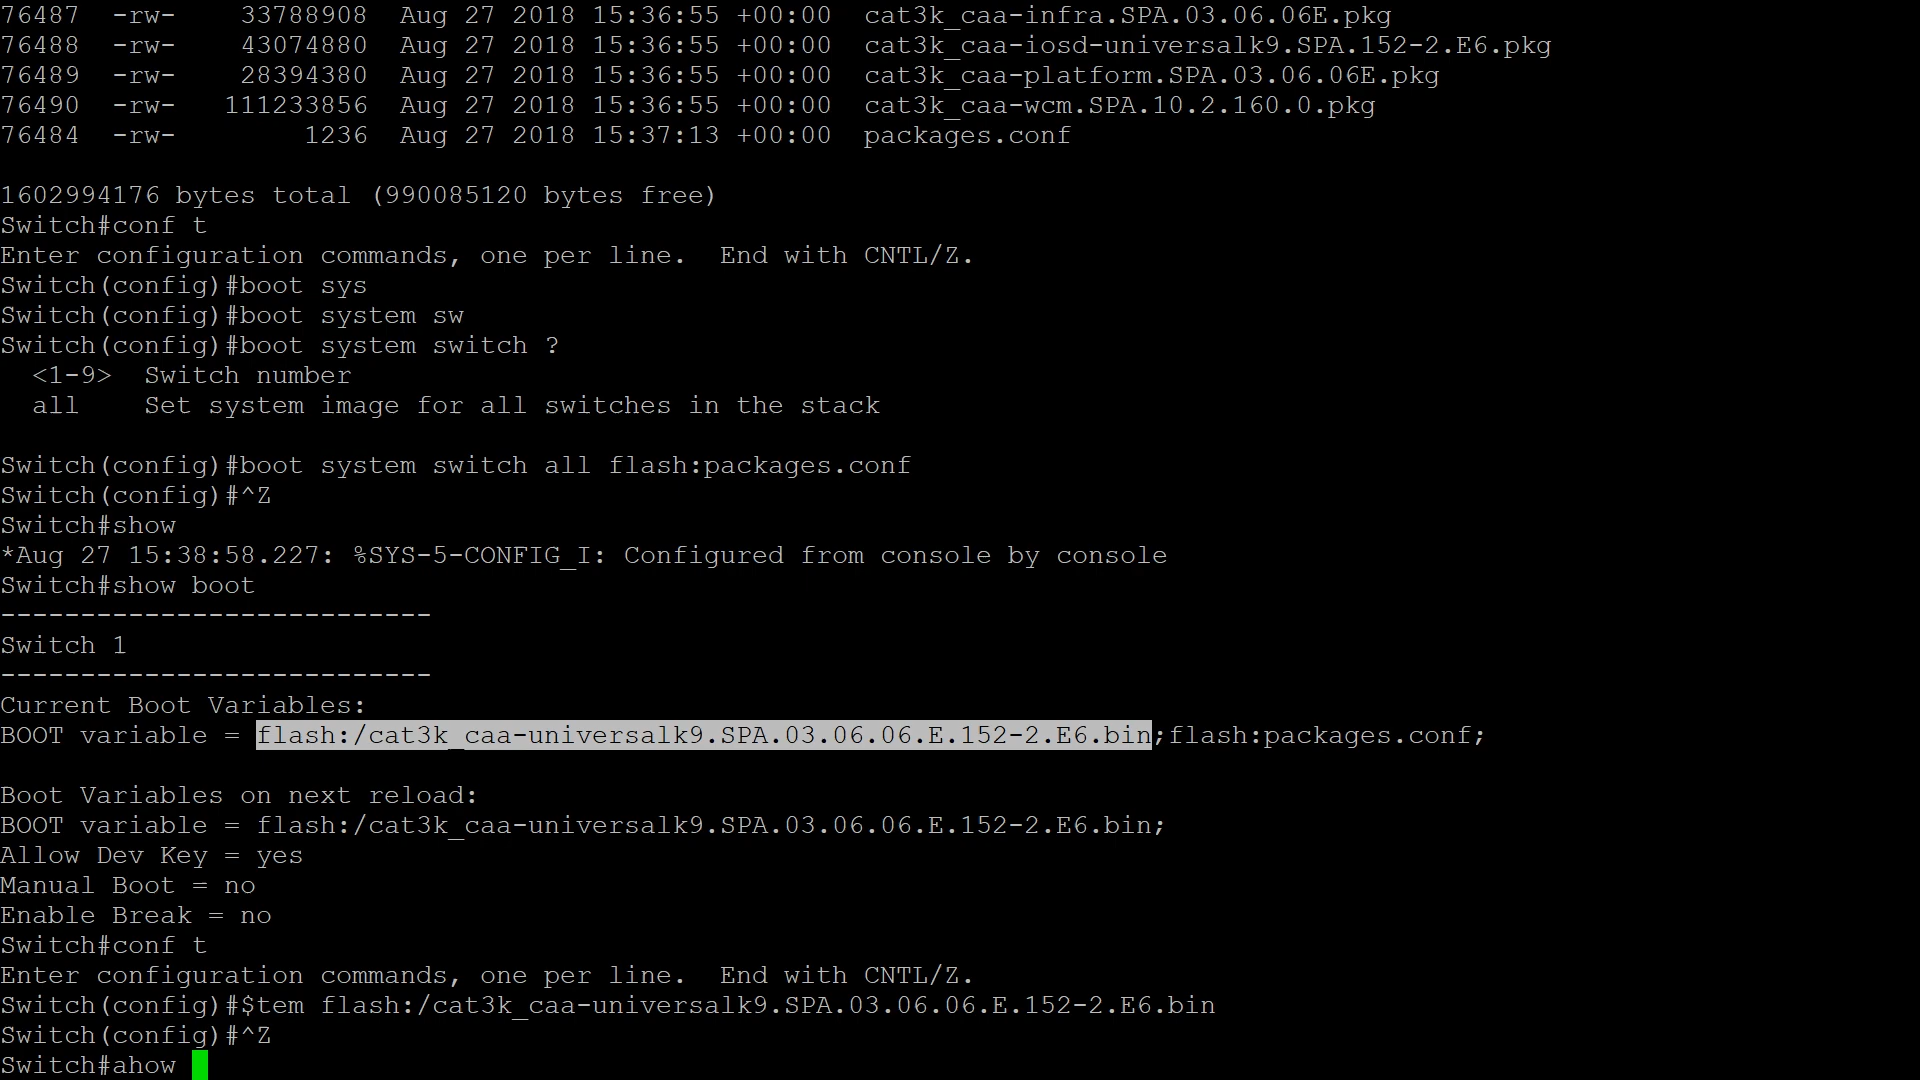 76487  -rw-    33788908  Aug 27 2018 15:36:55 +00:00  cat3k_caa-infra.SPA.03.06.06E.pkg
76488  -rw-    43074880  Aug 27 2018 15:36:55 +00:00  cat3k_caa-iosd-universalk9.SPA.152-2.E6.pkg
76489  -rw-    28394380  Aug 27 2018 15:36:55 +00:00  cat3k_caa-platform.SPA.03.06.06E.pkg
76490  -rw-   111233856  Aug 27 2018 15:36:55 +00:00  cat3k_caa-wcm.SPA.10.2.160.0.pkg
76484  -rw-        1236  Aug 27 2018 15:37:13 +00:00  packages.conf
1602994176 bytes total (990085120 bytes free)
Switch#conf t
Enter configuration commands, one per line.  End with CNTL/Z.
Switch(config)#boot sys
Switch(config)#boot system sw
Switch(config)#boot system switch ?
  <1-9>  Switch number
  all    Set system image for all switches in the stack
Switch(config)#boot system switch all flash:packages.conf
Switch(config)#^Z
Switch#show
*Aug 27 15:38:58.227: %SYS-5-CONFIG_I: Configured from console by console
Switch#show boot
---------------------------
Switch 1
---------------------------
Current Boot Variables:
BOOT variable = flash:/cat3k_caa-universalk9.SPA.03.06.06.E.152-2.E6.bin;flash:packages.conf;
Boot Variables on next reload:
BOOT variable = flash:/cat3k_caa-universalk9.SPA.03.06.06.E.152-2.E6.bin;
Allow Dev Key = yes
Manual Boot = no
Enable Break = no
Switch#conf t
Enter configuration commands, one per line.  End with CNTL/Z.
Switch(config)#$tem flash:/cat3k_caa-universalk9.SPA.03.06.06.E.152-2.E6.bin
Switch(config)#^Z
Switch#ahow